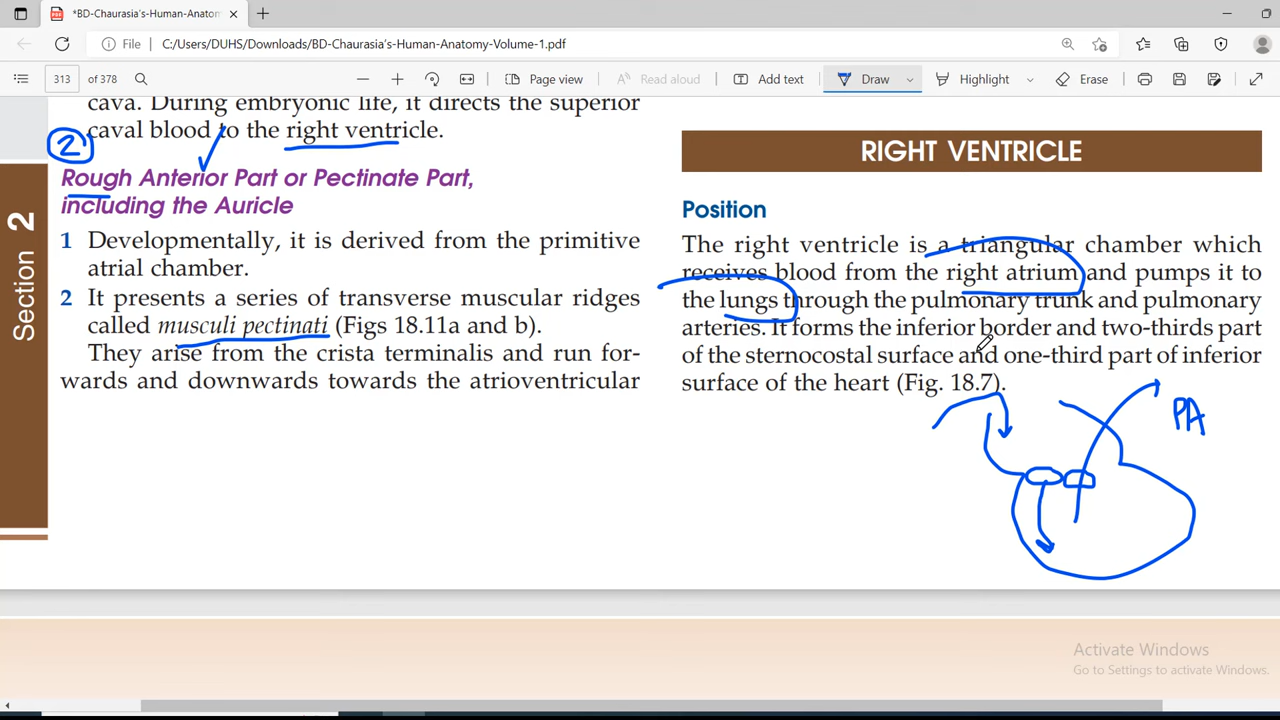 *BD-Chaurasia's-Human-Anatom
File
C:/Users/DUHS/Downloads/BD-Chaurasia's-Human-Anatomy-Volume-1.pdf
313 of 378
Page view
Read aloud
Add text
Draw
Highlight
Erase
cava. During embryonic life, it directs the superior
caval blood to the right ventricle.
2
Rough Anterior Part or Pectinate Part,
including the Auricle
1 Developmentally, it is derived from the primitive
atrial chamber.
2 It presents a series of transverse muscular ridges
called musculi pectinati (Figs 18.11a and b).
They arise from the crista terminalis and run for-
wards and downwards towards the atrioventricular
Section 2
RIGHT VENTRICLE
Position
The right ventricle is a triangular chamber which
receives blood from the right atrium and pumps it to
the lungs through the pulmonary trunk and pulmonary
arteries. It forms the inferior border and two-thirds part
of the sternocostal surface and one-third part of inferior
surface of the heart (Fig. 18.7).
PA
Activate Windows
Go to Settings to activate Windows.